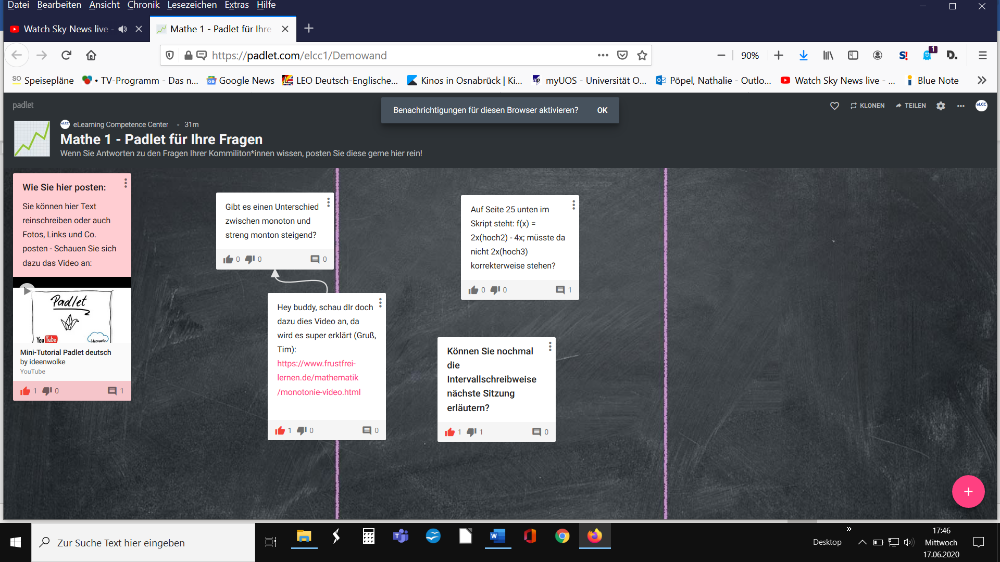 Datei Bearbeiten Ansicht Chronik Lesezeichen Extras Hilfe
Watch Sky News live -
Mathe 1 - Padlet für Ihre
https://padlet.com/elcc1/Demowand
90%
1
Speisepläne
• TV-Programm - Das n...
Google News
LEO Deutsch-Englische...
Kinos in Osnabrück | Ki...
myUOS - Universität O...
Pöpel, Nathalie - Outlo...
Watch Sky News live - ...
Blue Note
padlet
Benachrichtigungen für diesen Browser aktivieren? OK
KLONEN TEILEN
eLCC
eLearning Competence Center • 31m
Mathe 1 - Padlet für Ihre Fragen
Wenn Sie Antworten zu den Fragen Ihrer Kommiliton*innen wissen, posten Sie diese gerne hier rein!
Wie Sie hier posten:
Sie können hier Text
reinschreiben oder auch
Fotos, Links und Co.
posten - Schauen Sie sich
dazu das Video an:
Padlet
YouTube
Ideenwolke
Mini-Tutorial Padlet deutsch
by ideenwolke
YouTube
1 0 1
Gibt es einen Unterschied
zwischen monoton und
streng monton steigend?
0 0 0
Hey buddy, schau dIr doch
dazu dies Video an, da
wird es super erklärt (Gruß,
Tim):
https://www.frustfrei-
lernen.de/mathematik
/monotonie-video.html
1 0 0
Auf Seite 25 unten im
Skript steht: f(x) =
2x(hoch2) - 4x; müsste da
nicht 2x(hoch3)
korrekterweise stehen?
0 0 1
Können Sie nochmal
die
Intervallschreibweise
nächste Sitzung
erläutern?
1 1 0
Zur Suche Text hier eingeben
Desktop
17:46
Mittwoch
17.06.2020